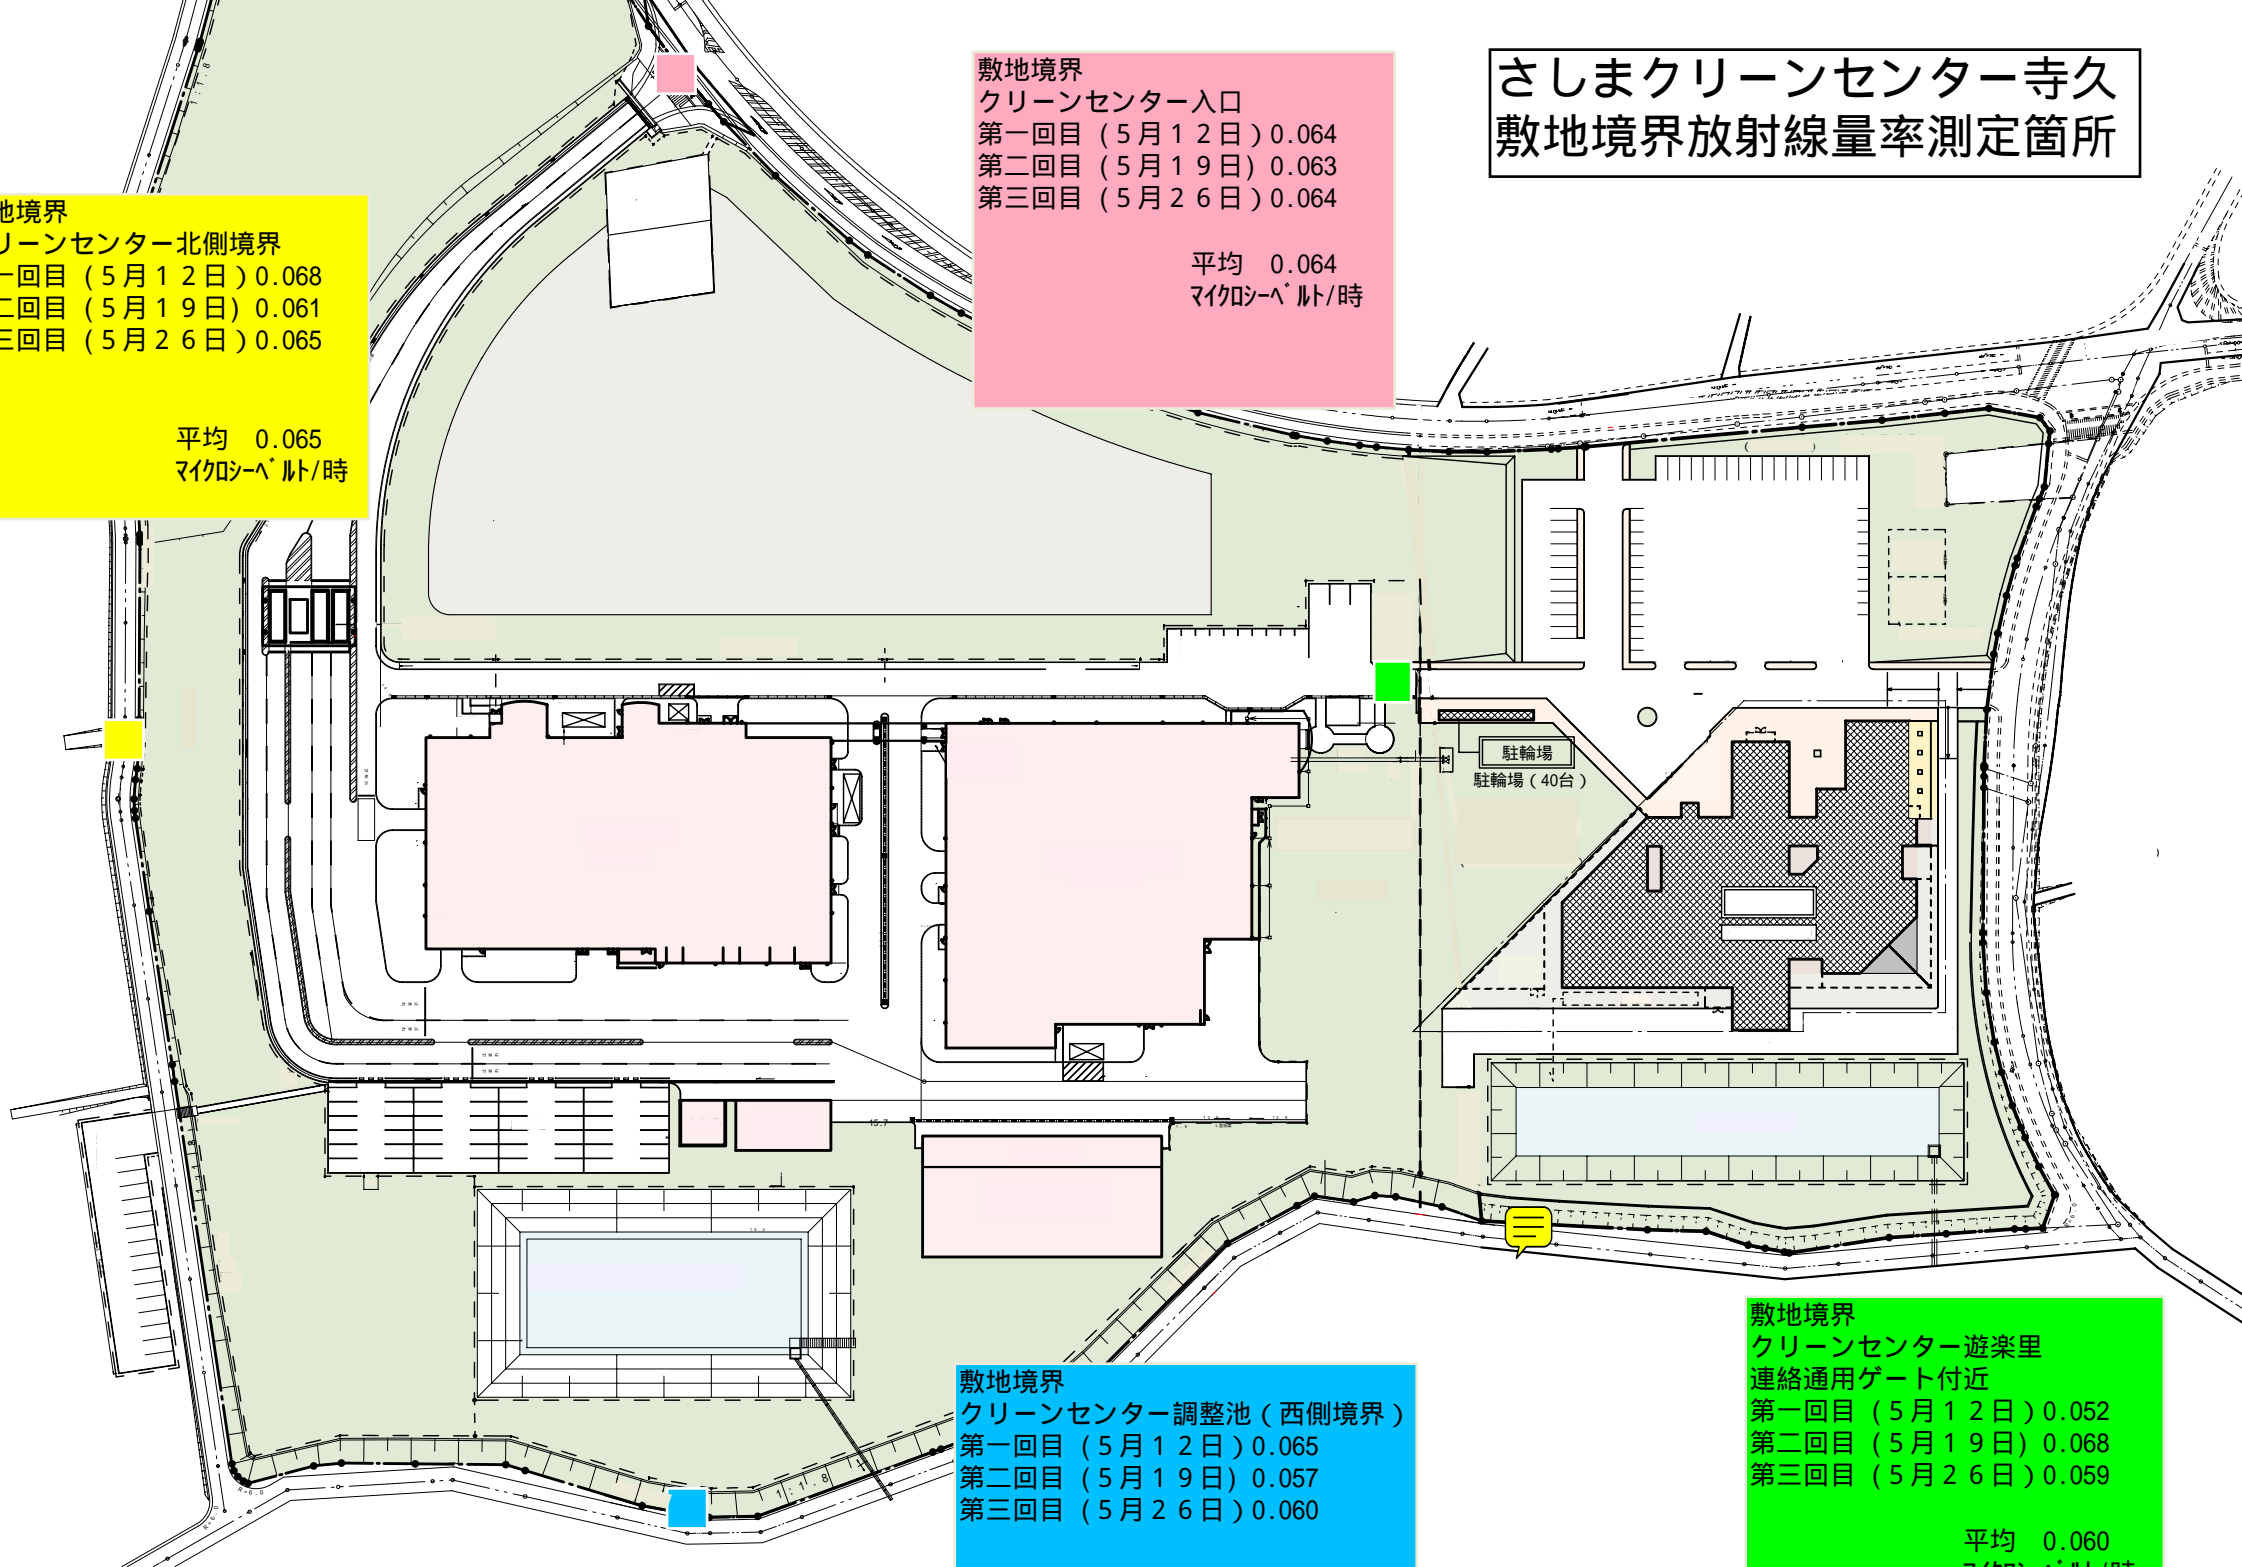 さしまクリーンセンター寺久
敷地境界放射線量率測定箇所
敷地境界
クリーンセンター入口
第一回目（５月１２日）0.064
第二回目（５月１９日）0.063
第三回目（５月２６日）0.064
平均　0.064
ﾏｲｸﾛｼｰﾍﾞﾙﾄ/時
地境界
リーンセンター北側境界
一回目（５月１２日）0.068
二回目（５月１９日）0.061
三回目（５月２６日）0.065
平均　0.065
ﾏｲｸﾛｼｰﾍﾞﾙﾄ/時
駐輪場
駐輪場（40台）
15.7
敷地境界
クリーンセンター遊楽里
連絡通用ゲート付近
第一回目（５月１２日）0.052
第二回目（５月１９日）0.068
第三回目（５月２６日）0.059
平均　0.060
敷地境界
クリーンセンター調整池（西側境界）
第一回目（５月１２日）0.065
第二回目（５月１９日）0.057
第三回目（５月２６日）0.060
1:1.8
R=6.0
R=6.0